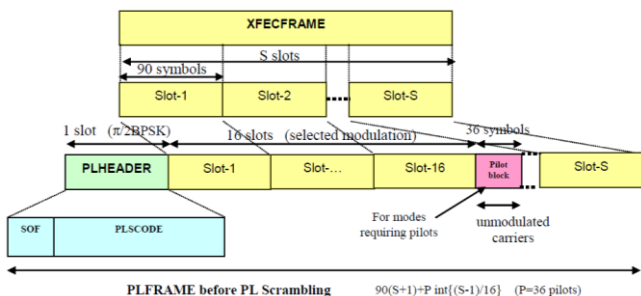 XFECFRAME
S slots
90 symbols
Slot-1 Slot-2 Slot-S
1 slot (π/2BPSK) 16 slots (selected modulation) 36 symbols
PLHEADER Slot-1 Slot-... Slot-16 Pilot block Slot-S
SOF PLSCODE
For modes requiring pilots
unmodulated carriers
PLFRAME before PL Scrambling 90(S+1)+P int{(S-1)/16} (P=36 pilots)